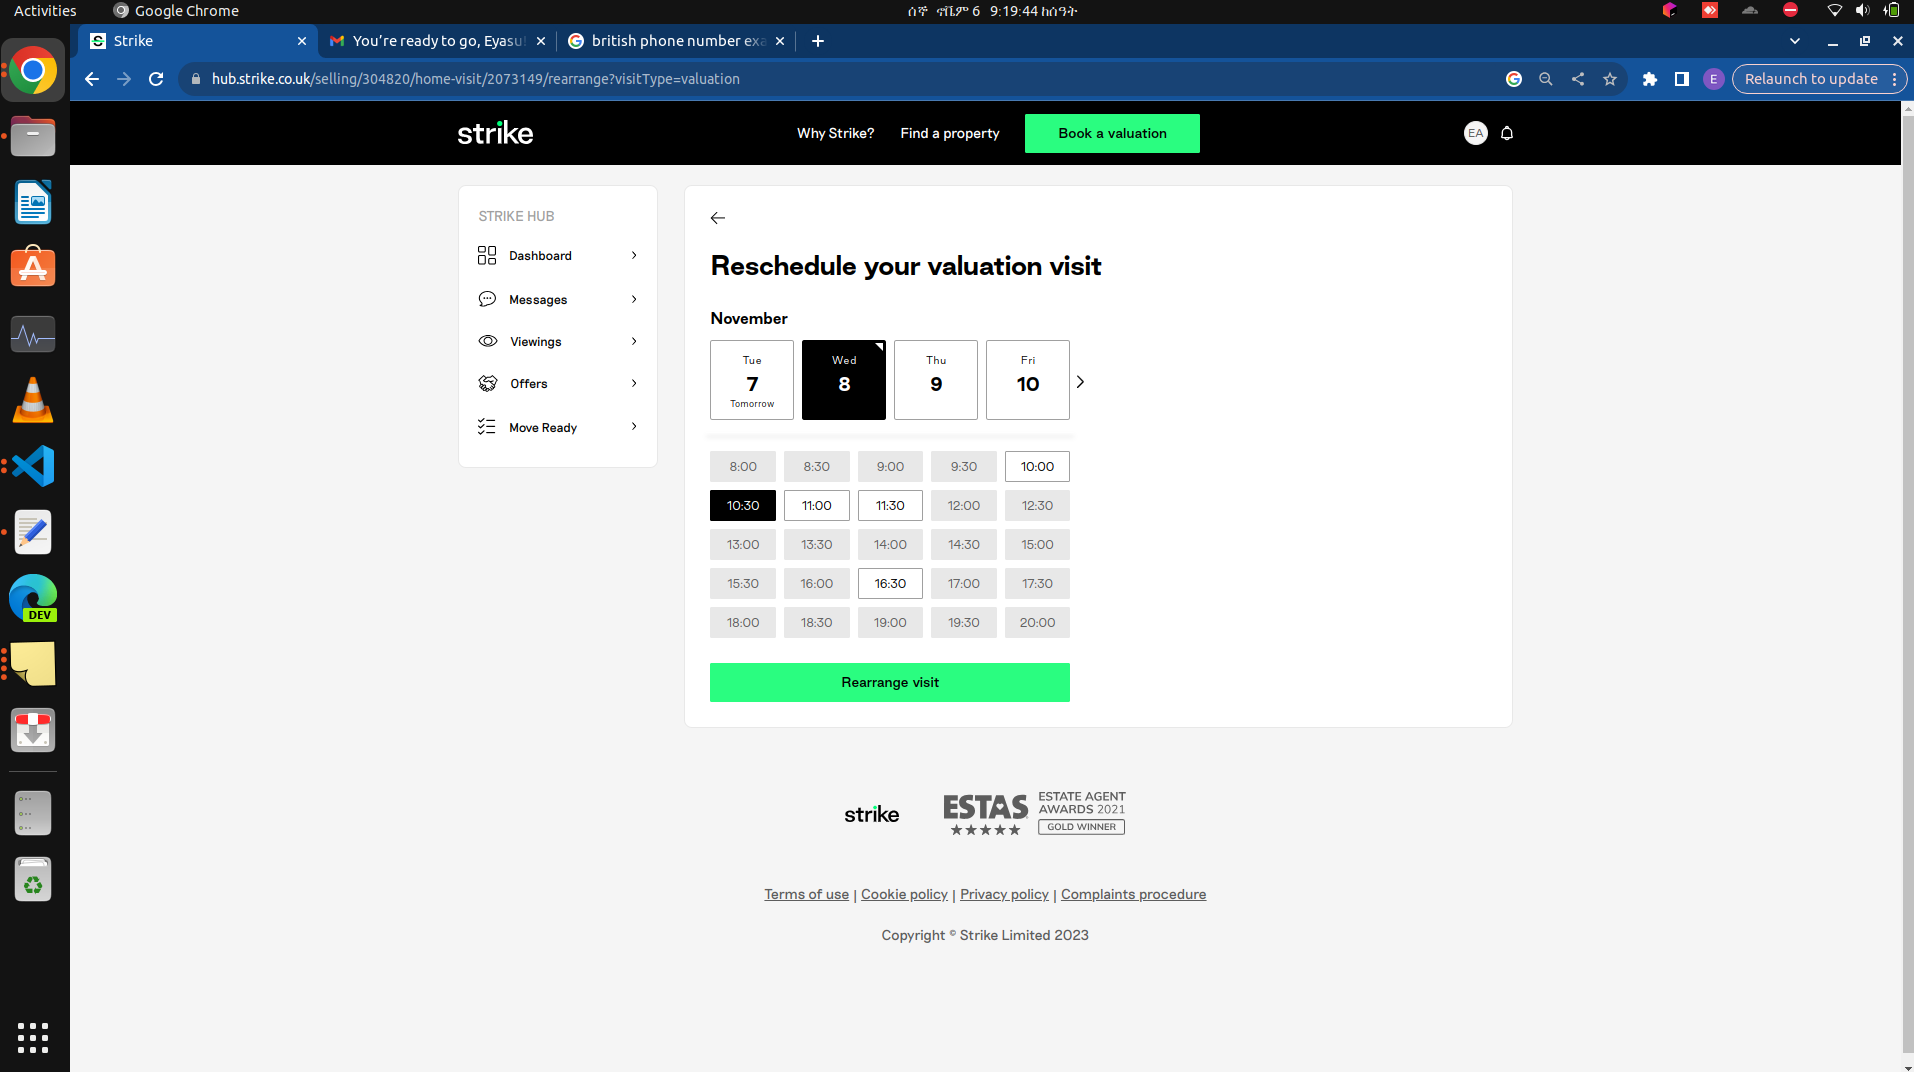 Activities
Google Chrome
ሰኞ ኖቬም 6 9:19:44 ከሰዓት
Strike
You're ready to go, Eyasu!
british phone number exa
hub.strike.co.uk/selling/304820/home-visit/2073149/rearrange?visitType=valuation
E
Relaunch to update
strike
Why Strike?
Find a property
Book a valuation
EA
STRIKE HUB
Dashboard
Messages
Viewings
Offers
Move Ready
Reschedule your valuation visit
November
Tue Wed Thu Fri
7 8 9 10
Tomorrow
8:00 8:30 9:00 9:30 10:00
10:30 11:00 11:30 12:00 12:30
13:00 13:30 14:00 14:30 15:00
15:30 16:00 16:30 17:00 17:30
18:00 18:30 19:00 19:30 20:00
Rearrange visit
strike
ESTAS
ESTATE AGENT
AWARDS 2021
GOLD WINNER
Terms of use | Cookie policy | Privacy policy | Complaints procedure
Copyright © Strike Limited 2023
DEV